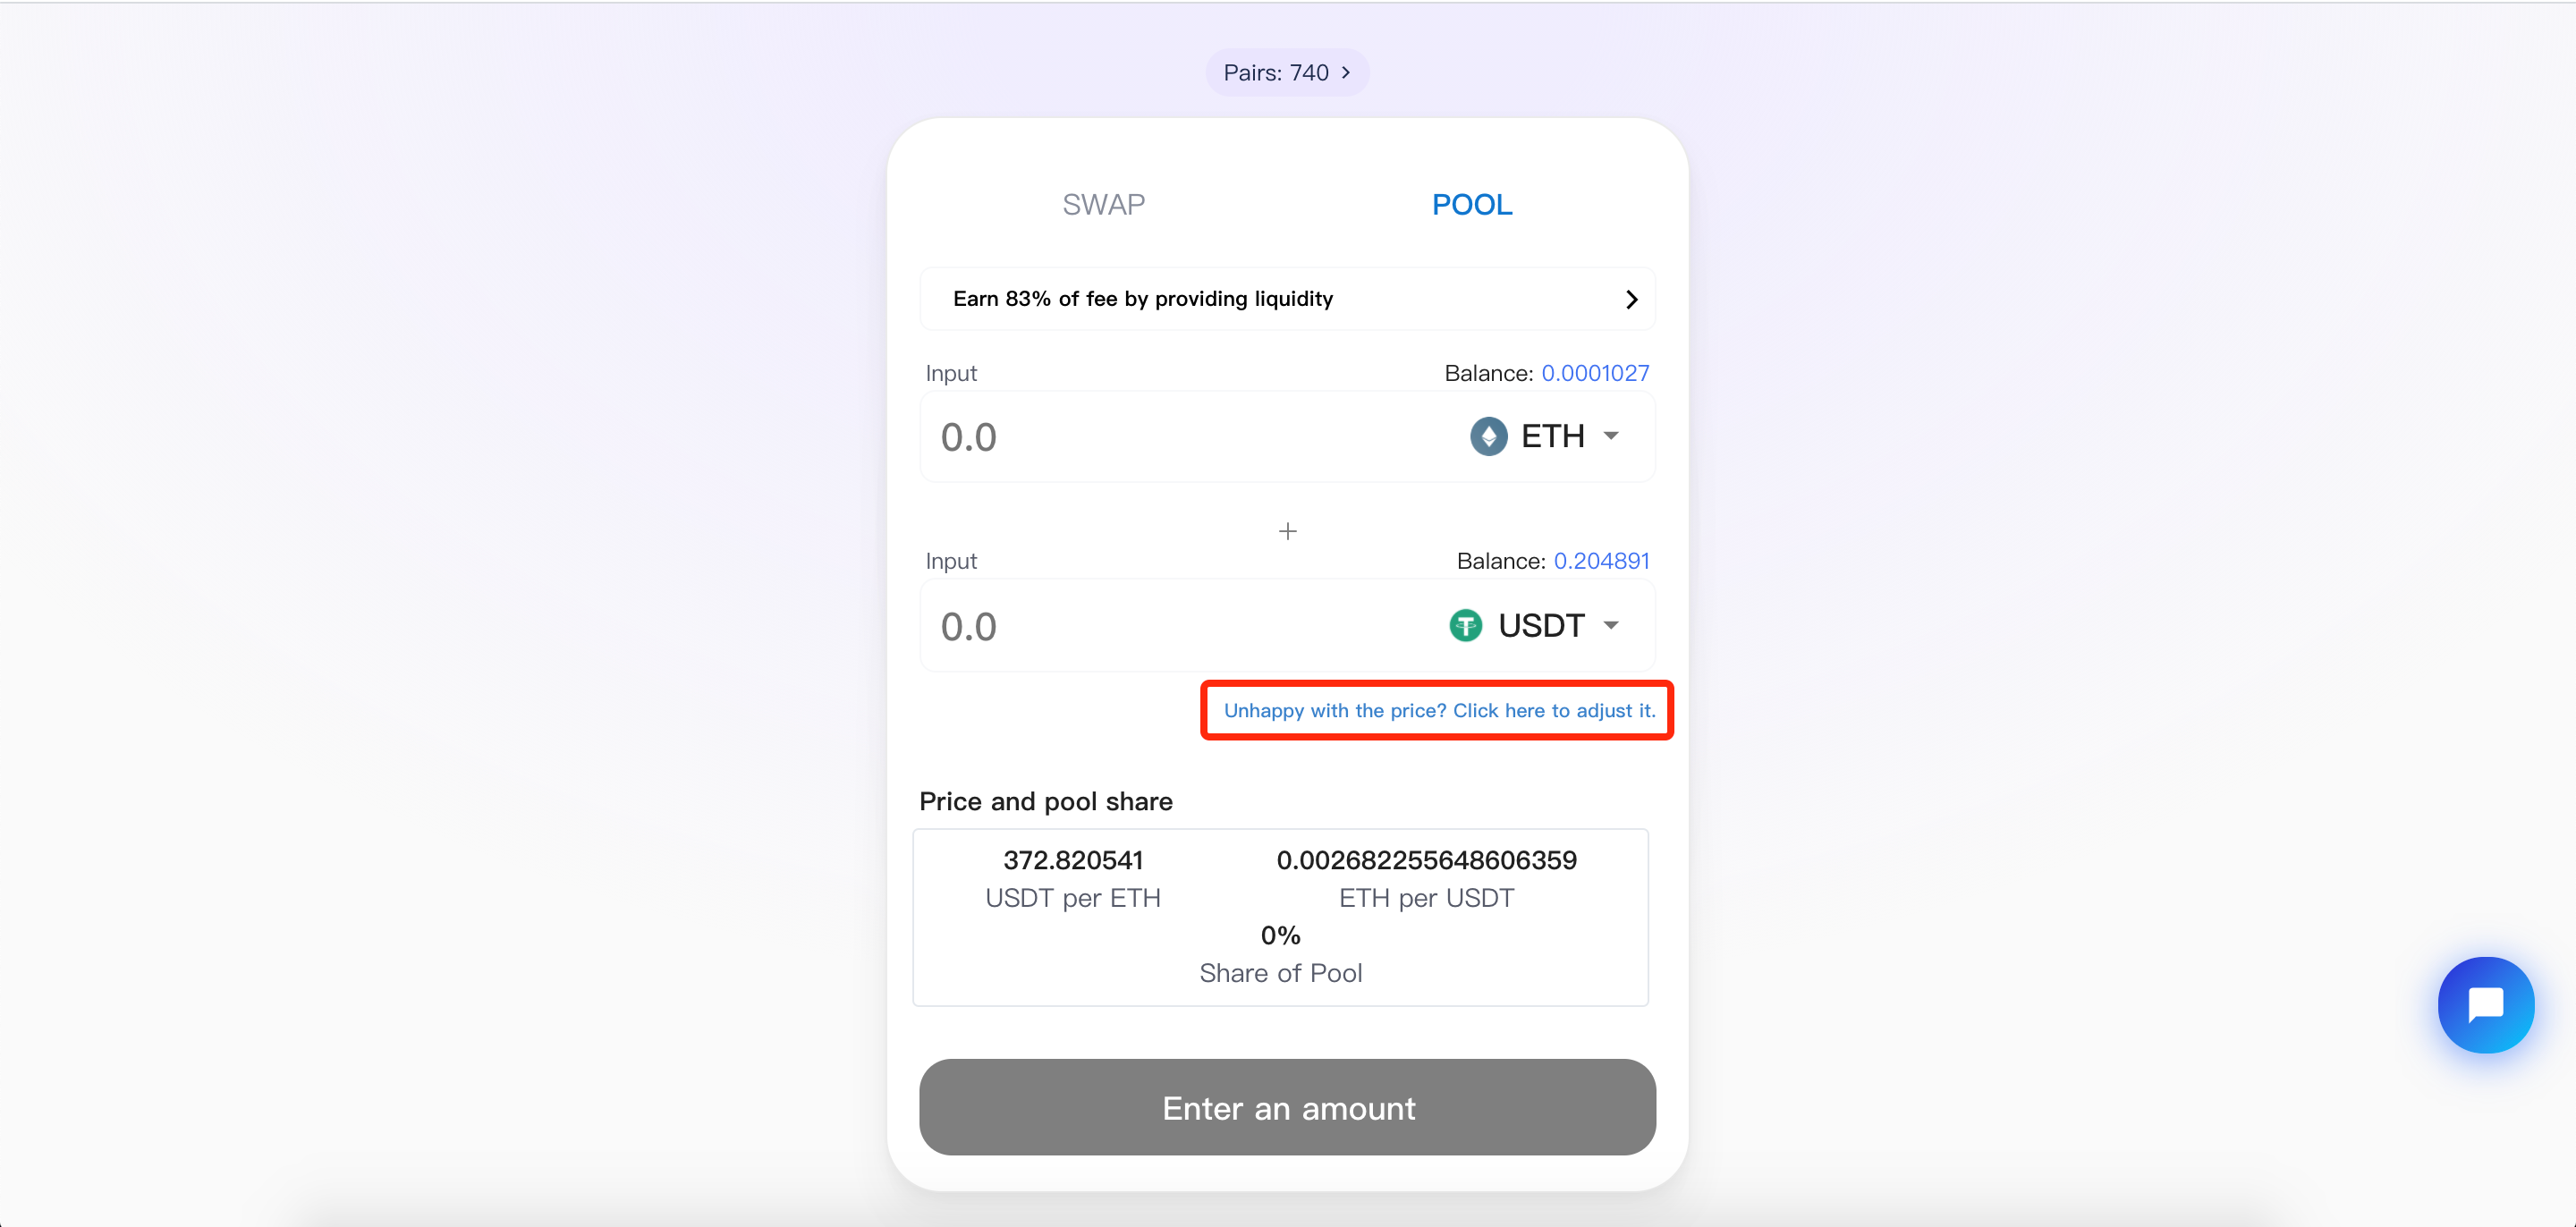 Pairs: 740
SWAP
POOL
Earn 83% of fee by providing liquidity
Input
Balance: 0.0001027
0.0
ETH
+
Input
Balance: 0.204891
0.0
USDT
Unhappy with the price? Click here to adjust it.
Price and pool share
372.820541
0.002682255648606359
USDT per ETH
ETH per USDT
0%
Share of Pool
Enter an amount